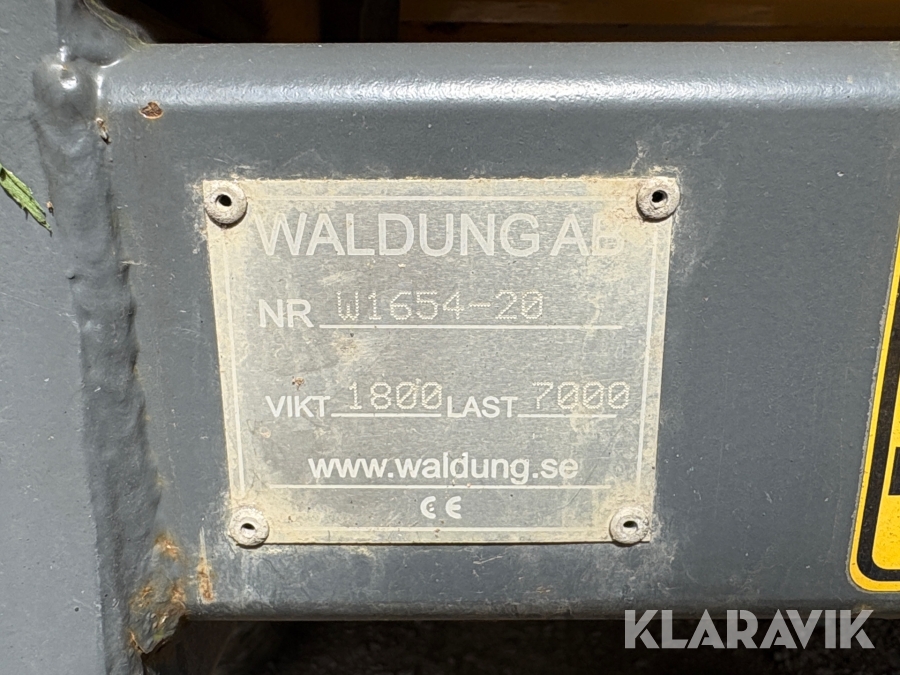 WALDUNG AB
NR W1654-20
VIKT 1800 LAST 7000
www.waldung.se
CE
KLARAVIK